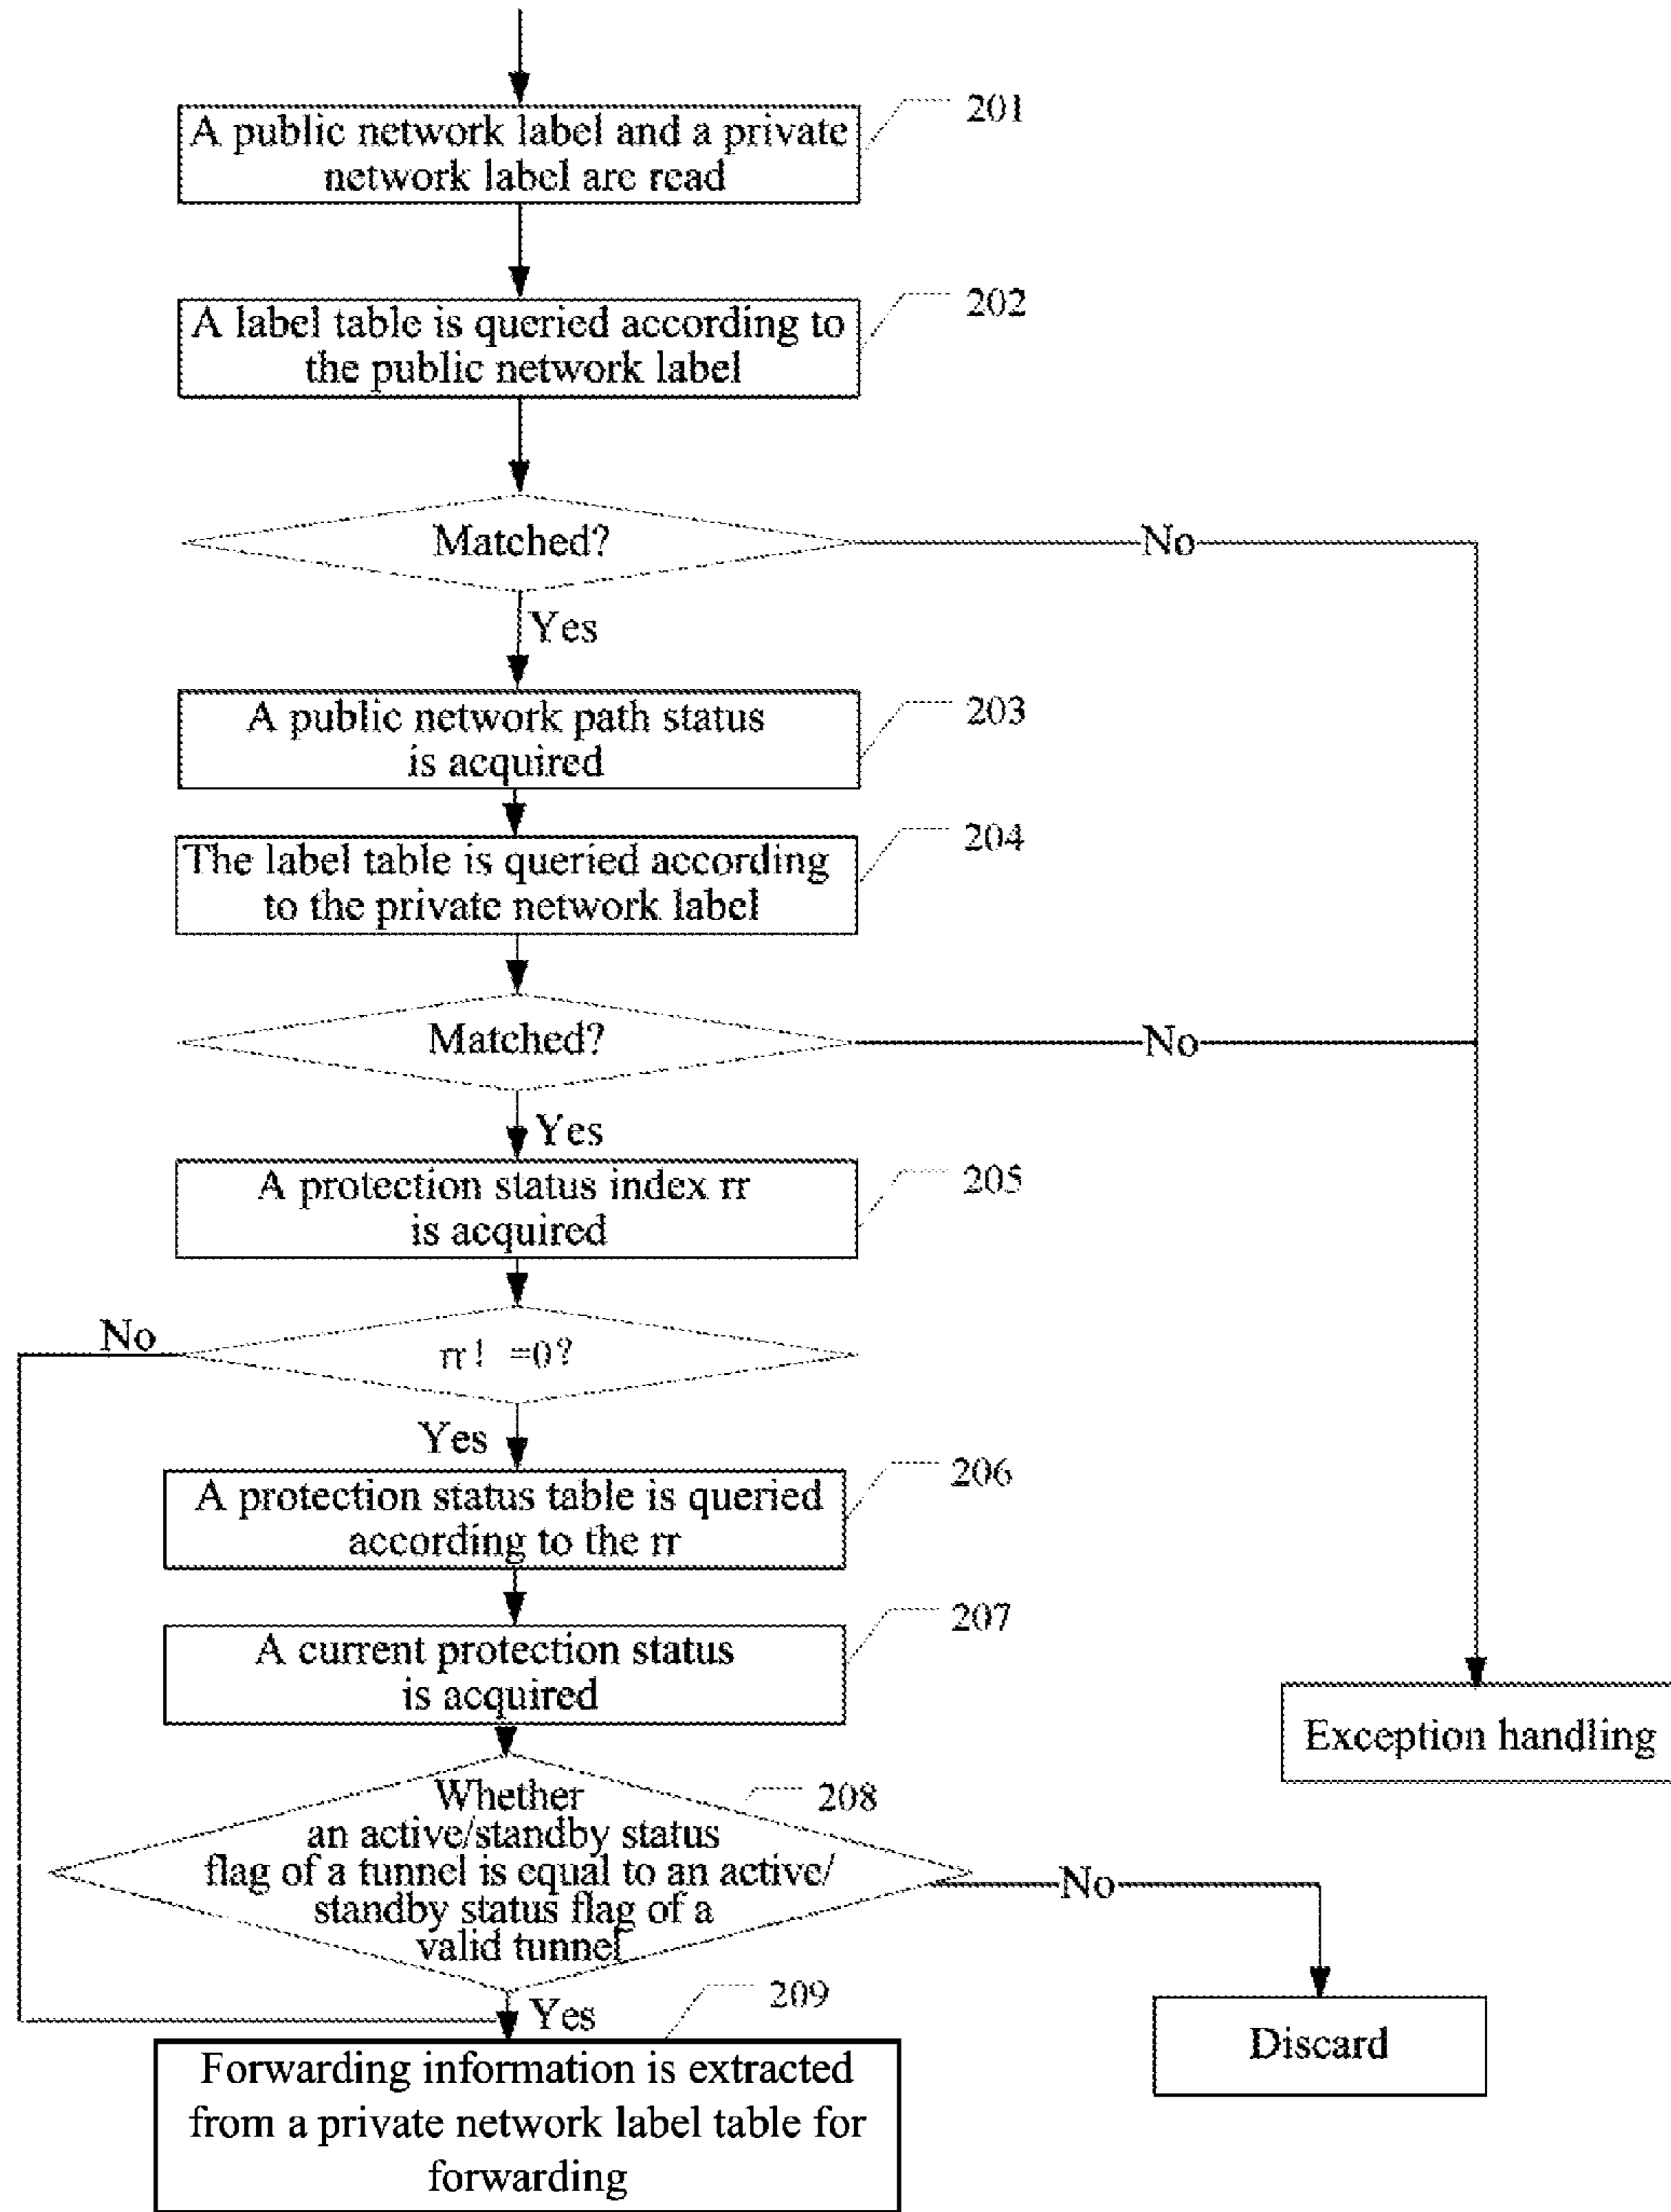 201
A public network label and a private
network label are read
202
A label table is queried according to
the public network label
Matched?
No
Yes
203
A public network path status
is acquired
204
The label table is queried according
to the private network label
Matched?
No
Yes
205
A protection status index rr
is acquired
No
rr! =0?
Yes
206
A protection status table is queried
according to the rr
207
A current protection status
is acquired
Exception handling
208
Whether
an active/standby status
flag of a tunnel is equal to an active/
standby status flag of a
valid tunnel
No
Yes
209
Discard
Forwarding information is extracted
from a private network label table for
forwarding